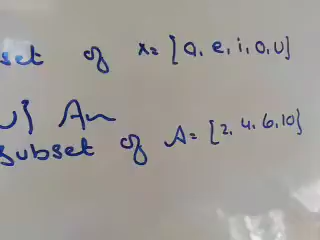 set of x= [a, e, i, o, u]
u} An
subset of A= [2, 4, 6, 10}